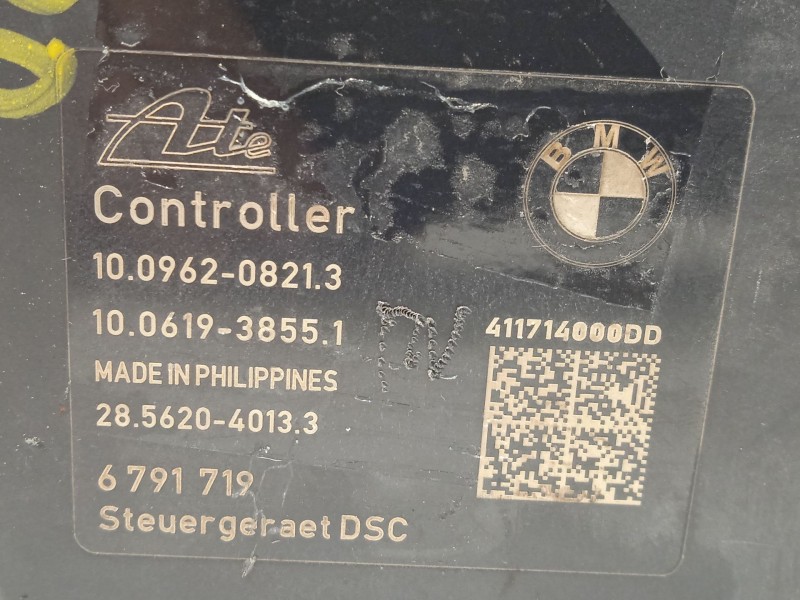 Ate
BMW
Controller
10.0962-0821.3
10.0619-3855.1
411714000DD
MADE IN PHILIPPINES
28.5620-4013.3
6 791 719
Steuergeraet DSC